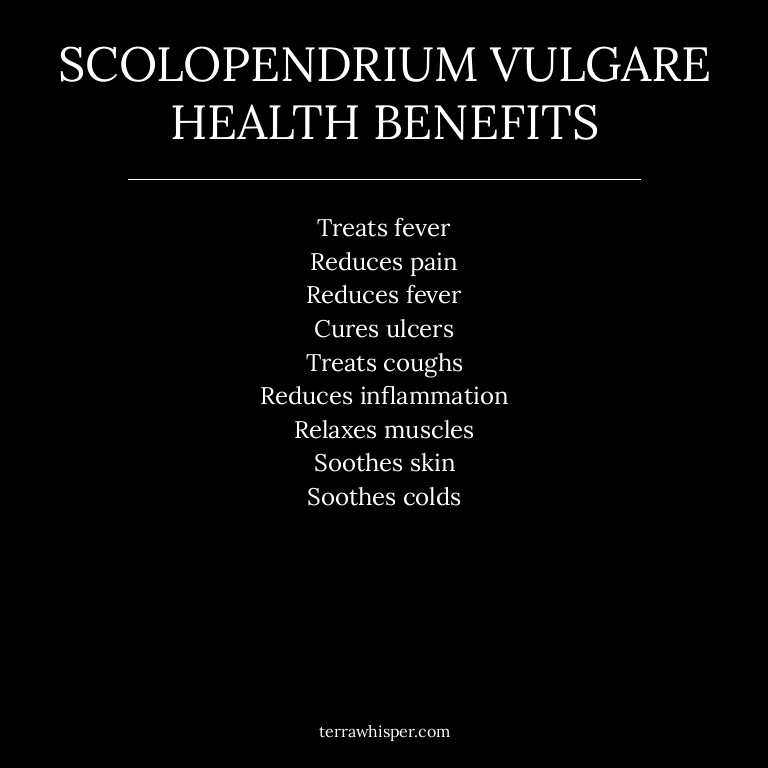 SCOLOPENDRIUM VULGARE
HEALTH BENEFITS
Treats fever
Reduces pain
Reduces fever
Cures ulcers
Treats coughs
Reduces inflammation
Relaxes muscles
Soothes skin
Soothes colds
terrawhisper.com